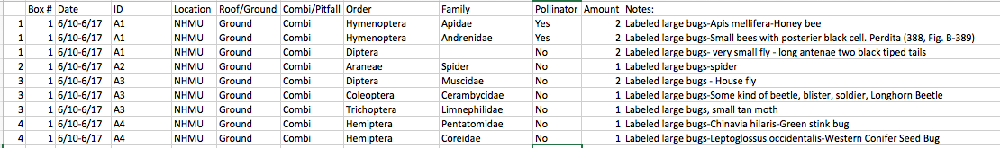 Box # Date ID Location Roof/Ground Combi/Pitfall Order Family Pollinator Amount Notes:
1 1 6/10-6/17 A1 NHMU Ground Combi Hymenoptera Apidae Yes 2 Labeled large bugs-Apis mellifera-Honey bee
1 1 6/10-6/17 A1 NHMU Ground Combi Hymenoptera Andrenidae Yes 2 Labeled large bugs-Small bees with posterior black cell. Perdita (388, Fig. B-389)
1 1 6/10-6/17 A1 NHMU Ground Combi Diptera No 2 Labeled large bugs- very small fly - long antenae two black tiped tails
2 1 6/10-6/17 A2 NHMU Ground Combi Araneae Spider No 1 Labeled large bugs-spider
3 1 6/10-6/17 A3 NHMU Ground Combi Diptera Muscidae No 2 Labeled large bugs - House fly
3 1 6/10-6/17 A3 NHMU Ground Combi Coleoptera Cerambycidae No 1 Labeled large bugs-Some kind of beetle, blister, soldier, Longhorn Beetle
3 1 6/10-6/17 A3 NHMU Ground Combi Trichoptera Limnephilidae No 1 Labeled large bugs, small tan moth
4 1 6/10-6/17 A4 NHMU Ground Combi Hemiptera Pentatomidae No 1 Labeled large bugs-Chinavia hilaris-Green stink bug
4 1 6/10-6/17 A4 NHMU Ground Combi Hemiptera Coreidae No 1 Labeled large bugs-Leptoglossus occidentalis-Western Conifer Seed Bug